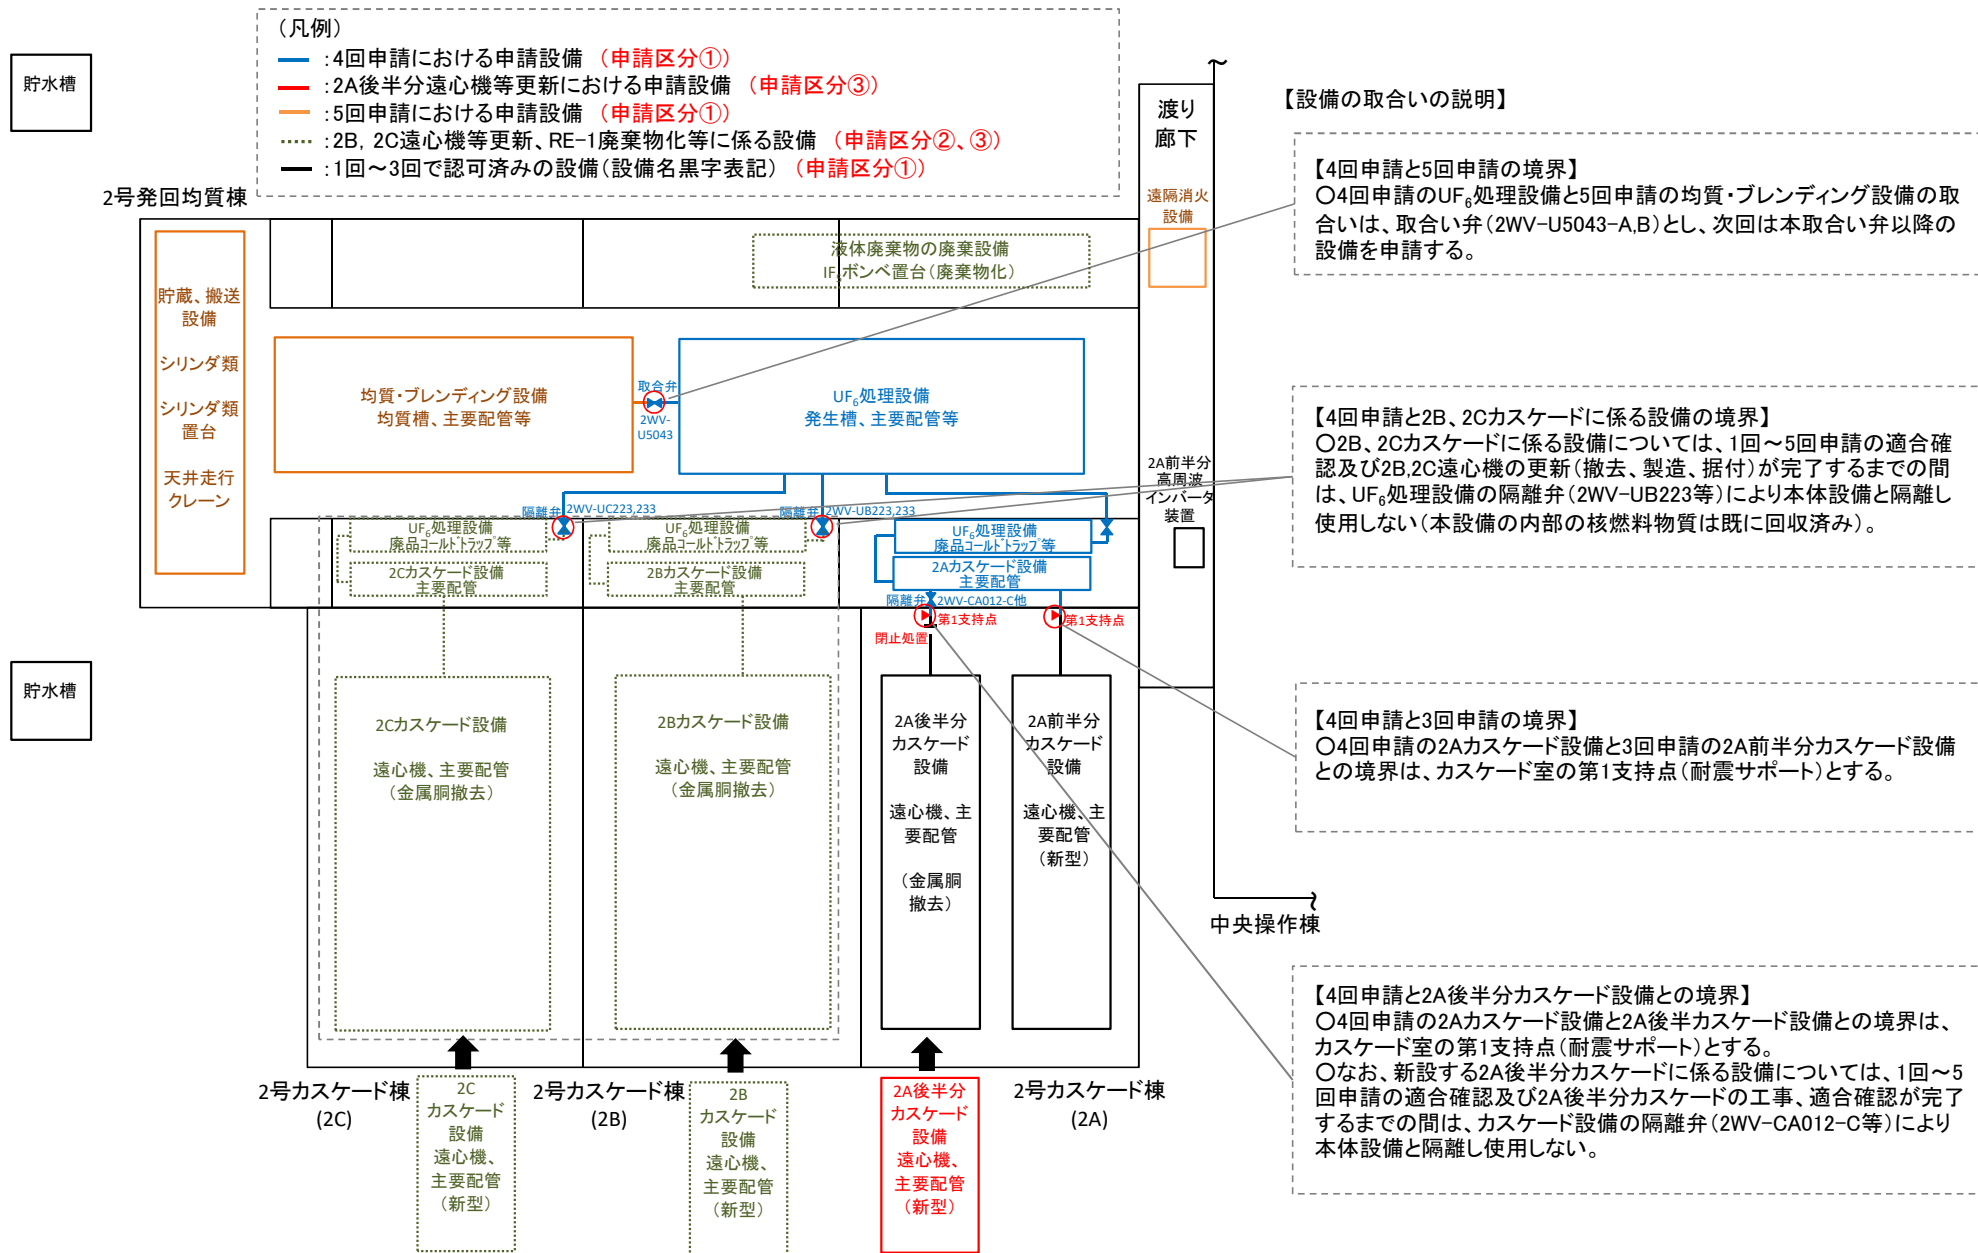 （凡例）
：4回申請における申請設備 （申請区分①）
：2A後半分遠心機等更新における申請設備 （申請区分③）
：5回申請における申請設備 （申請区分①）
：2B, 2C遠心機等更新、RE-1廃棄物化等に係る設備 （申請区分②、③）
：1回～3回で認可済みの設備（設備名黒字表記） （申請区分①）
貯水槽
2号発回均質棟
渡り
廊下
遠隔消火
設備
液体廃棄物の廃棄設備
IF₇ボンベ置台（廃棄物化）
貯蔵、搬送
設備
シリンダ類
シリンダ類
置台
天井走行
クレーン
均質・ブレンディング設備
均質槽、主要配管等
取合弁
2WV-
U5043
UF₆処理設備
発生槽、主要配管等
2A前半分
高周波
インバータ
装置
隔離弁 2WV-UC223,233
隔離弁 2WV-UB223,233
UF₆処理設備
廃品コールドトラップ等
2Cカスケード設備
主要配管
UF₆処理設備
廃品コールドトラップ等
2Bカスケード設備
主要配管
UF₆処理設備
廃品コールドトラップ等
2Aカスケード設備
主要配管
隔離弁 2WV-CA012-C他
第1支持点
第1支持点
閉止処置
貯水槽
2Cカスケード設備
遠心機、主要配管
（金属胴撤去）
2Bカスケード設備
遠心機、主要配管
（金属胴撤去）
2A後半分
カスケード
設備
遠心機、主
要配管
（金属胴
撤去）
2A前半分
カスケード
設備
遠心機、主
要配管
（新型）
中央操作棟
2号カスケード棟
(2C)
2号カスケード棟
(2B)
2号カスケード棟
(2A)
2C
カスケード
設備
遠心機、
主要配管
（新型）
2B
カスケード
設備
遠心機、
主要配管
（新型）
2A後半分
カスケード
設備
遠心機、
主要配管
（新型）
【設備の取合いの説明】
【4回申請と5回申請の境界】
○4回申請のUF₆処理設備と5回申請の均質・ブレンディング設備の取
合いは、取合い弁（2WV-U5043-A,B）とし、次回は本取合い弁以降の
設備を申請する。
【4回申請と2B、2Cカスケードに係る設備の境界】
○2B、2Cカスケードに係る設備については、1回～5回申請の適合確
認及び2B,2C遠心機の更新（撤去、製造、据付）が完了するまでの間
は、UF₆処理設備の隔離弁（2WV-UB223等）により本体設備と隔離し
使用しない（本設備の内部の核燃料物質は既に回収済み）。
【4回申請と3回申請の境界】
○4回申請の2Aカスケード設備と3回申請の2A前半分カスケード設備
との境界は、カスケード室の第1支持点（耐震サポート）とする。
【4回申請と2A後半分カスケード設備との境界】
○4回申請の2Aカスケード設備と2A後半カスケード設備との境界は、
カスケード室の第1支持点（耐震サポート）とする。
○なお、新設する2A後半分カスケードに係る設備については、1回～5
回申請の適合確認及び2A後半分カスケードの工事、適合確認が完了
するまでの間は、カスケード設備の隔離弁（2WV-CA012-C等）により
本体設備と隔離し使用しない。